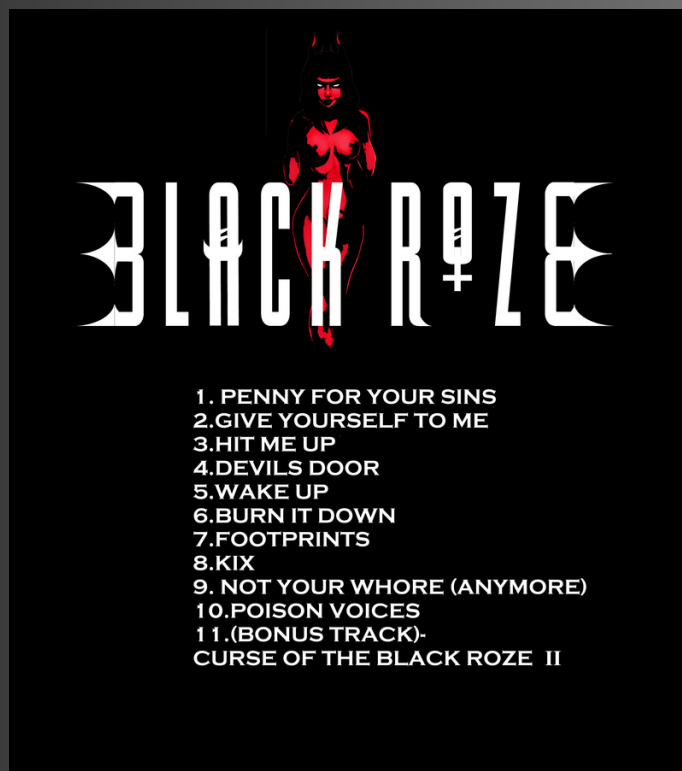 BLACK ROZE
1. PENNY FOR YOUR SINS
2.GIVE YOURSELF TO ME
3.HIT ME UP
4.DEVILS DOOR
5.WAKE UP
6.BURN IT DOWN
7.FOOTPRINTS
8.KIX
9. NOT YOUR WHORE (ANYMORE)
10.POISON VOICES
11.(BONUS TRACK)-
CURSE OF THE BLACK ROZE II